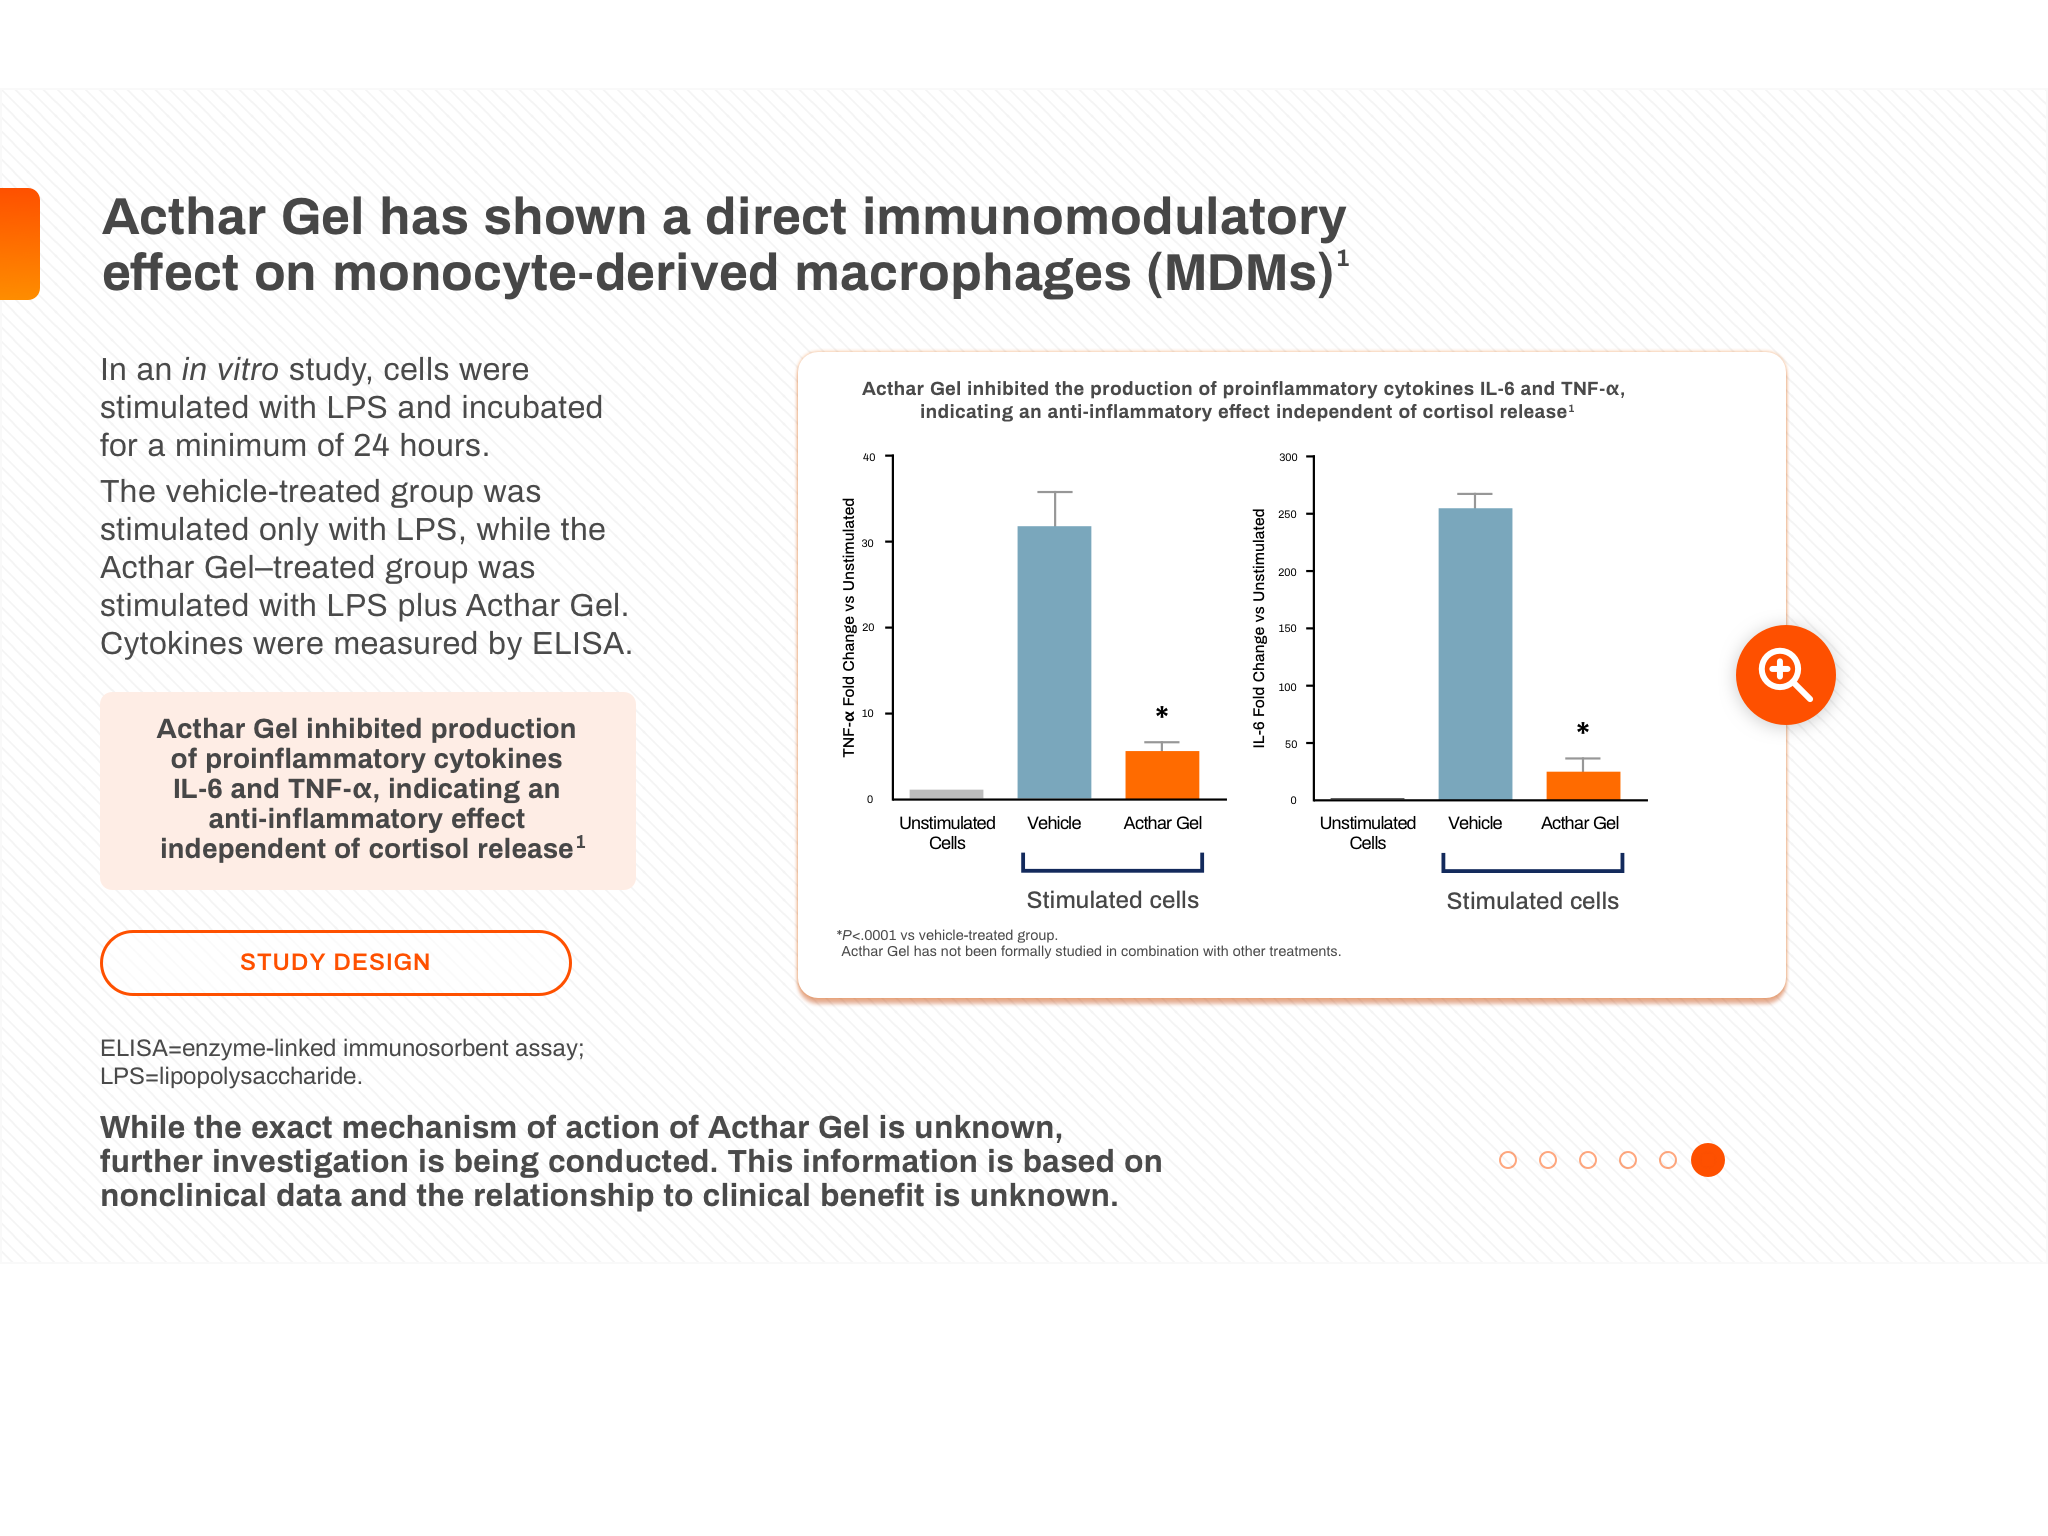 Acthar Gel has shown a direct immunomodulatory
effect on monocyte-derived macrophages (MDMs)¹
In an in vitro study, cells were
stimulated with LPS and incubated
for a minimum of 24 hours.
The vehicle-treated group was
stimulated only with LPS, while the
Acthar Gel–treated group was
stimulated with LPS plus Acthar Gel.
Cytokines were measured by ELISA.
Acthar Gel inhibited production
of proinflammatory cytokines
IL-6 and TNF-α, indicating an
anti-inflammatory effect
independent of cortisol release¹
STUDY DESIGN
ELISA=enzyme-linked immunosorbent assay;
LPS=lipopolysaccharide.
Acthar Gel inhibited the production of proinflammatory cytokines IL-6 and TNF-α,
indicating an anti-inflammatory effect independent of cortisol release¹
TNF-α Fold Change vs Unstimulated
40
30
20
10
0
Unstimulated
Cells
Vehicle
*
Acthar Gel
Stimulated cells
IL-6 Fold Change vs Unstimulated
300
250
200
150
100
50
0
Unstimulated
Cells
Vehicle
*
Acthar Gel
Stimulated cells
*P<.0001 vs vehicle-treated group.
Acthar Gel has not been formally studied in combination with other treatments.
While the exact mechanism of action of Acthar Gel is unknown,
further investigation is being conducted. This information is based on
nonclinical data and the relationship to clinical benefit is unknown.